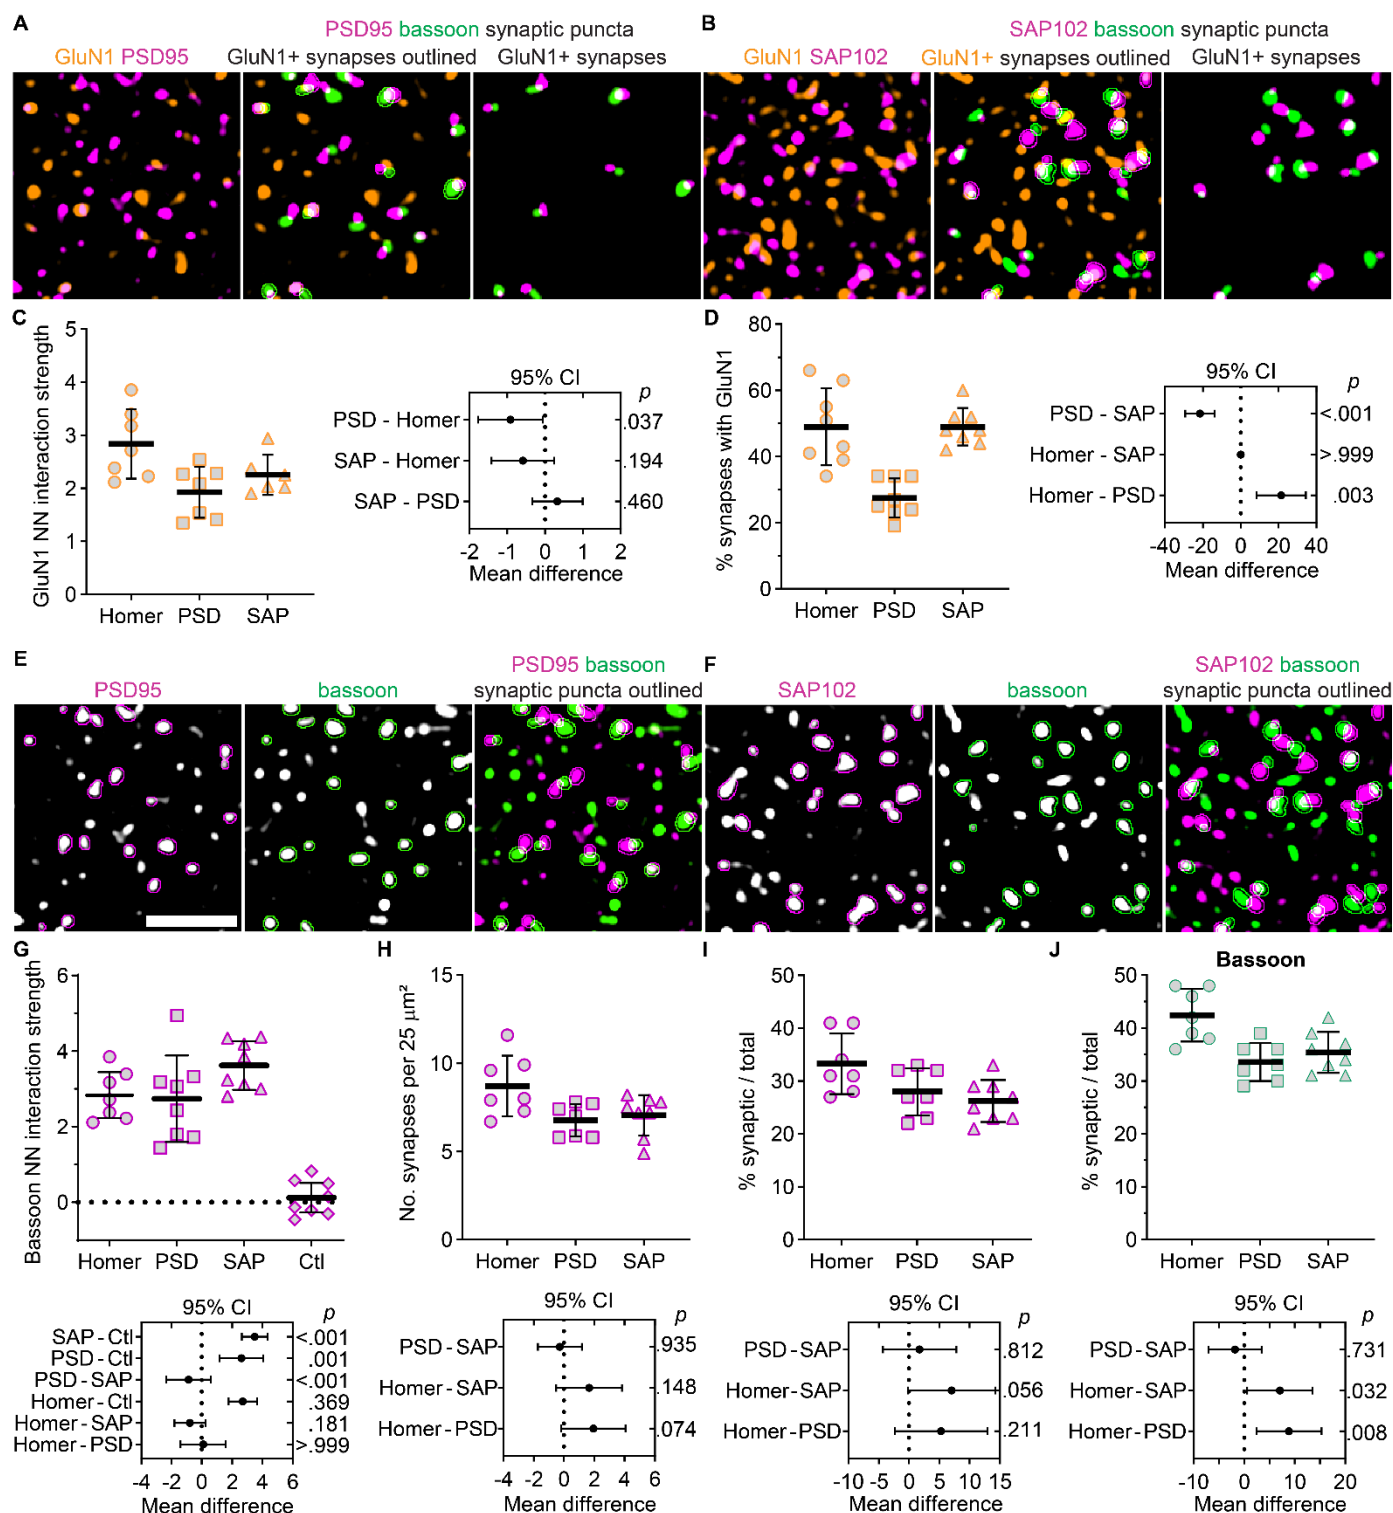 A
PSD95 bassoon synaptic puncta
GluN1 PSD95 GluN1+ synapses outlined GluN1+ synapses
B
SAP102 bassoon synaptic puncta
GluN1 SAP102 GluN1+ synapses outlined GluN1+ synapses
C
GluN1 NN interaction strength
5
4
3
2
1
0
Homer PSD SAP
95% CI p
PSD - Homer .037
SAP - Homer .194
SAP - PSD .460
-2 -1 0 1 2
Mean difference
D
% synapses with GluN1
80
60
40
20
0
Homer PSD SAP
95% CI p
PSD - SAP <.001
Homer - SAP >.999
Homer - PSD .003
-40 -20 0 20 40
Mean difference
E
PSD95 bassoon
PSD95 bassoon
synaptic puncta outlined
F
SAP102 bassoon
SAP102 bassoon
synaptic puncta outlined
G
Bassoon NN interaction strength
6
4
2
0
Homer PSD SAP Ctl
95% CI p
SAP - Ctl <.001
PSD - Ctl .001
PSD - SAP <.001
Homer - Ctl .369
Homer - SAP .181
Homer - PSD >.999
-4 -2 0 2 4 6
Mean difference
H
No. synapses per 25 µm²
15
10
5
0
Homer PSD SAP
95% CI p
PSD - SAP .935
Homer - SAP .148
Homer - PSD .074
-4 -2 0 2 4 6
Mean difference
I
% synaptic / total
50
40
30
20
10
0
Homer PSD SAP
95% CI p
PSD - SAP .812
Homer - SAP .056
Homer - PSD .211
-10 -5 0 5 10 15
Mean difference
J
Bassoon
% synaptic / total
50
40
30
20
10
0
Homer PSD SAP
95% CI p
PSD - SAP .731
Homer - SAP .032
Homer - PSD .008
-10 0 10 20
Mean difference